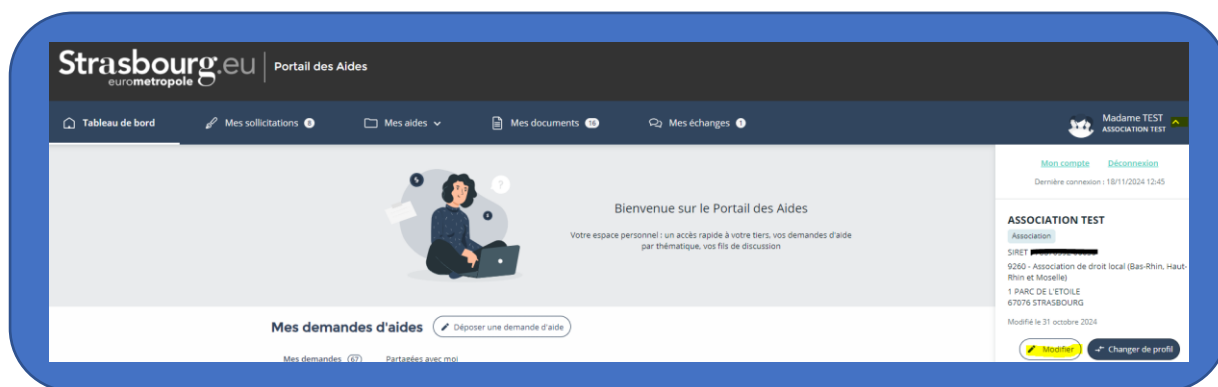 Strasbourg.eu
eurometropole
Portail des Aides
Tableau de bord
Mes sollicitations 8
Mes aides
Mes documents 16
Mes échanges 1
Madame TEST
ASSOCIATION TEST
Mon compte Déconnexion
Dernière connexion : 18/11/2024 12:45
Bienvenue sur le Portail des Aides
Votre espace personnel : un accès rapide à votre tiers, vos demandes d'aide
par thématique, vos fils de discussion
ASSOCIATION TEST
Association
SIRET
9260 - Association de droit local (Bas-Rhin, Haut-
Rhin et Moselle)
1 PARC DE L'ETOILE
67076 STRASBOURG
Modifié le 31 octobre 2024
Modifier
Changer de profil
Mes demandes d'aides
Déposer une demande d'aide
Mes demandes 67
Partagées avec moi